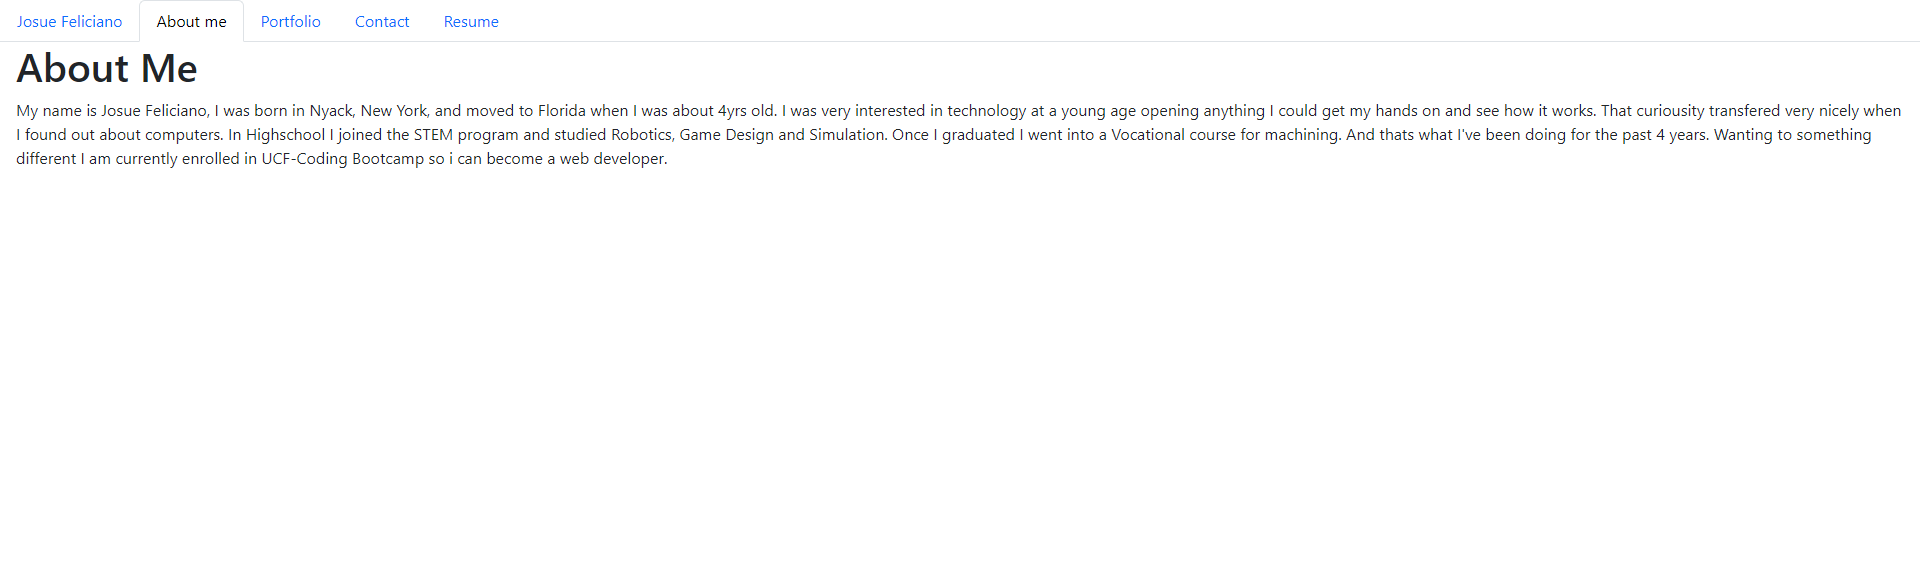 Josue Feliciano About me Portfolio Contact Resume
About Me
My name is Josue Feliciano, I was born in Nyack, New York, and moved to Florida when I was about 4yrs old. I was very interested in technology at a young age opening anything I could get my hands on and see how it works. That curiousity transfered very nicely when
I found out about computers. In Highschool I joined the STEM program and studied Robotics, Game Design and Simulation. Once I graduated I went into a Vocational course for machining. And thats what I've been doing for the past 4 years. Wanting to something
different I am currently enrolled in UCF-Coding Bootcamp so i can become a web developer.